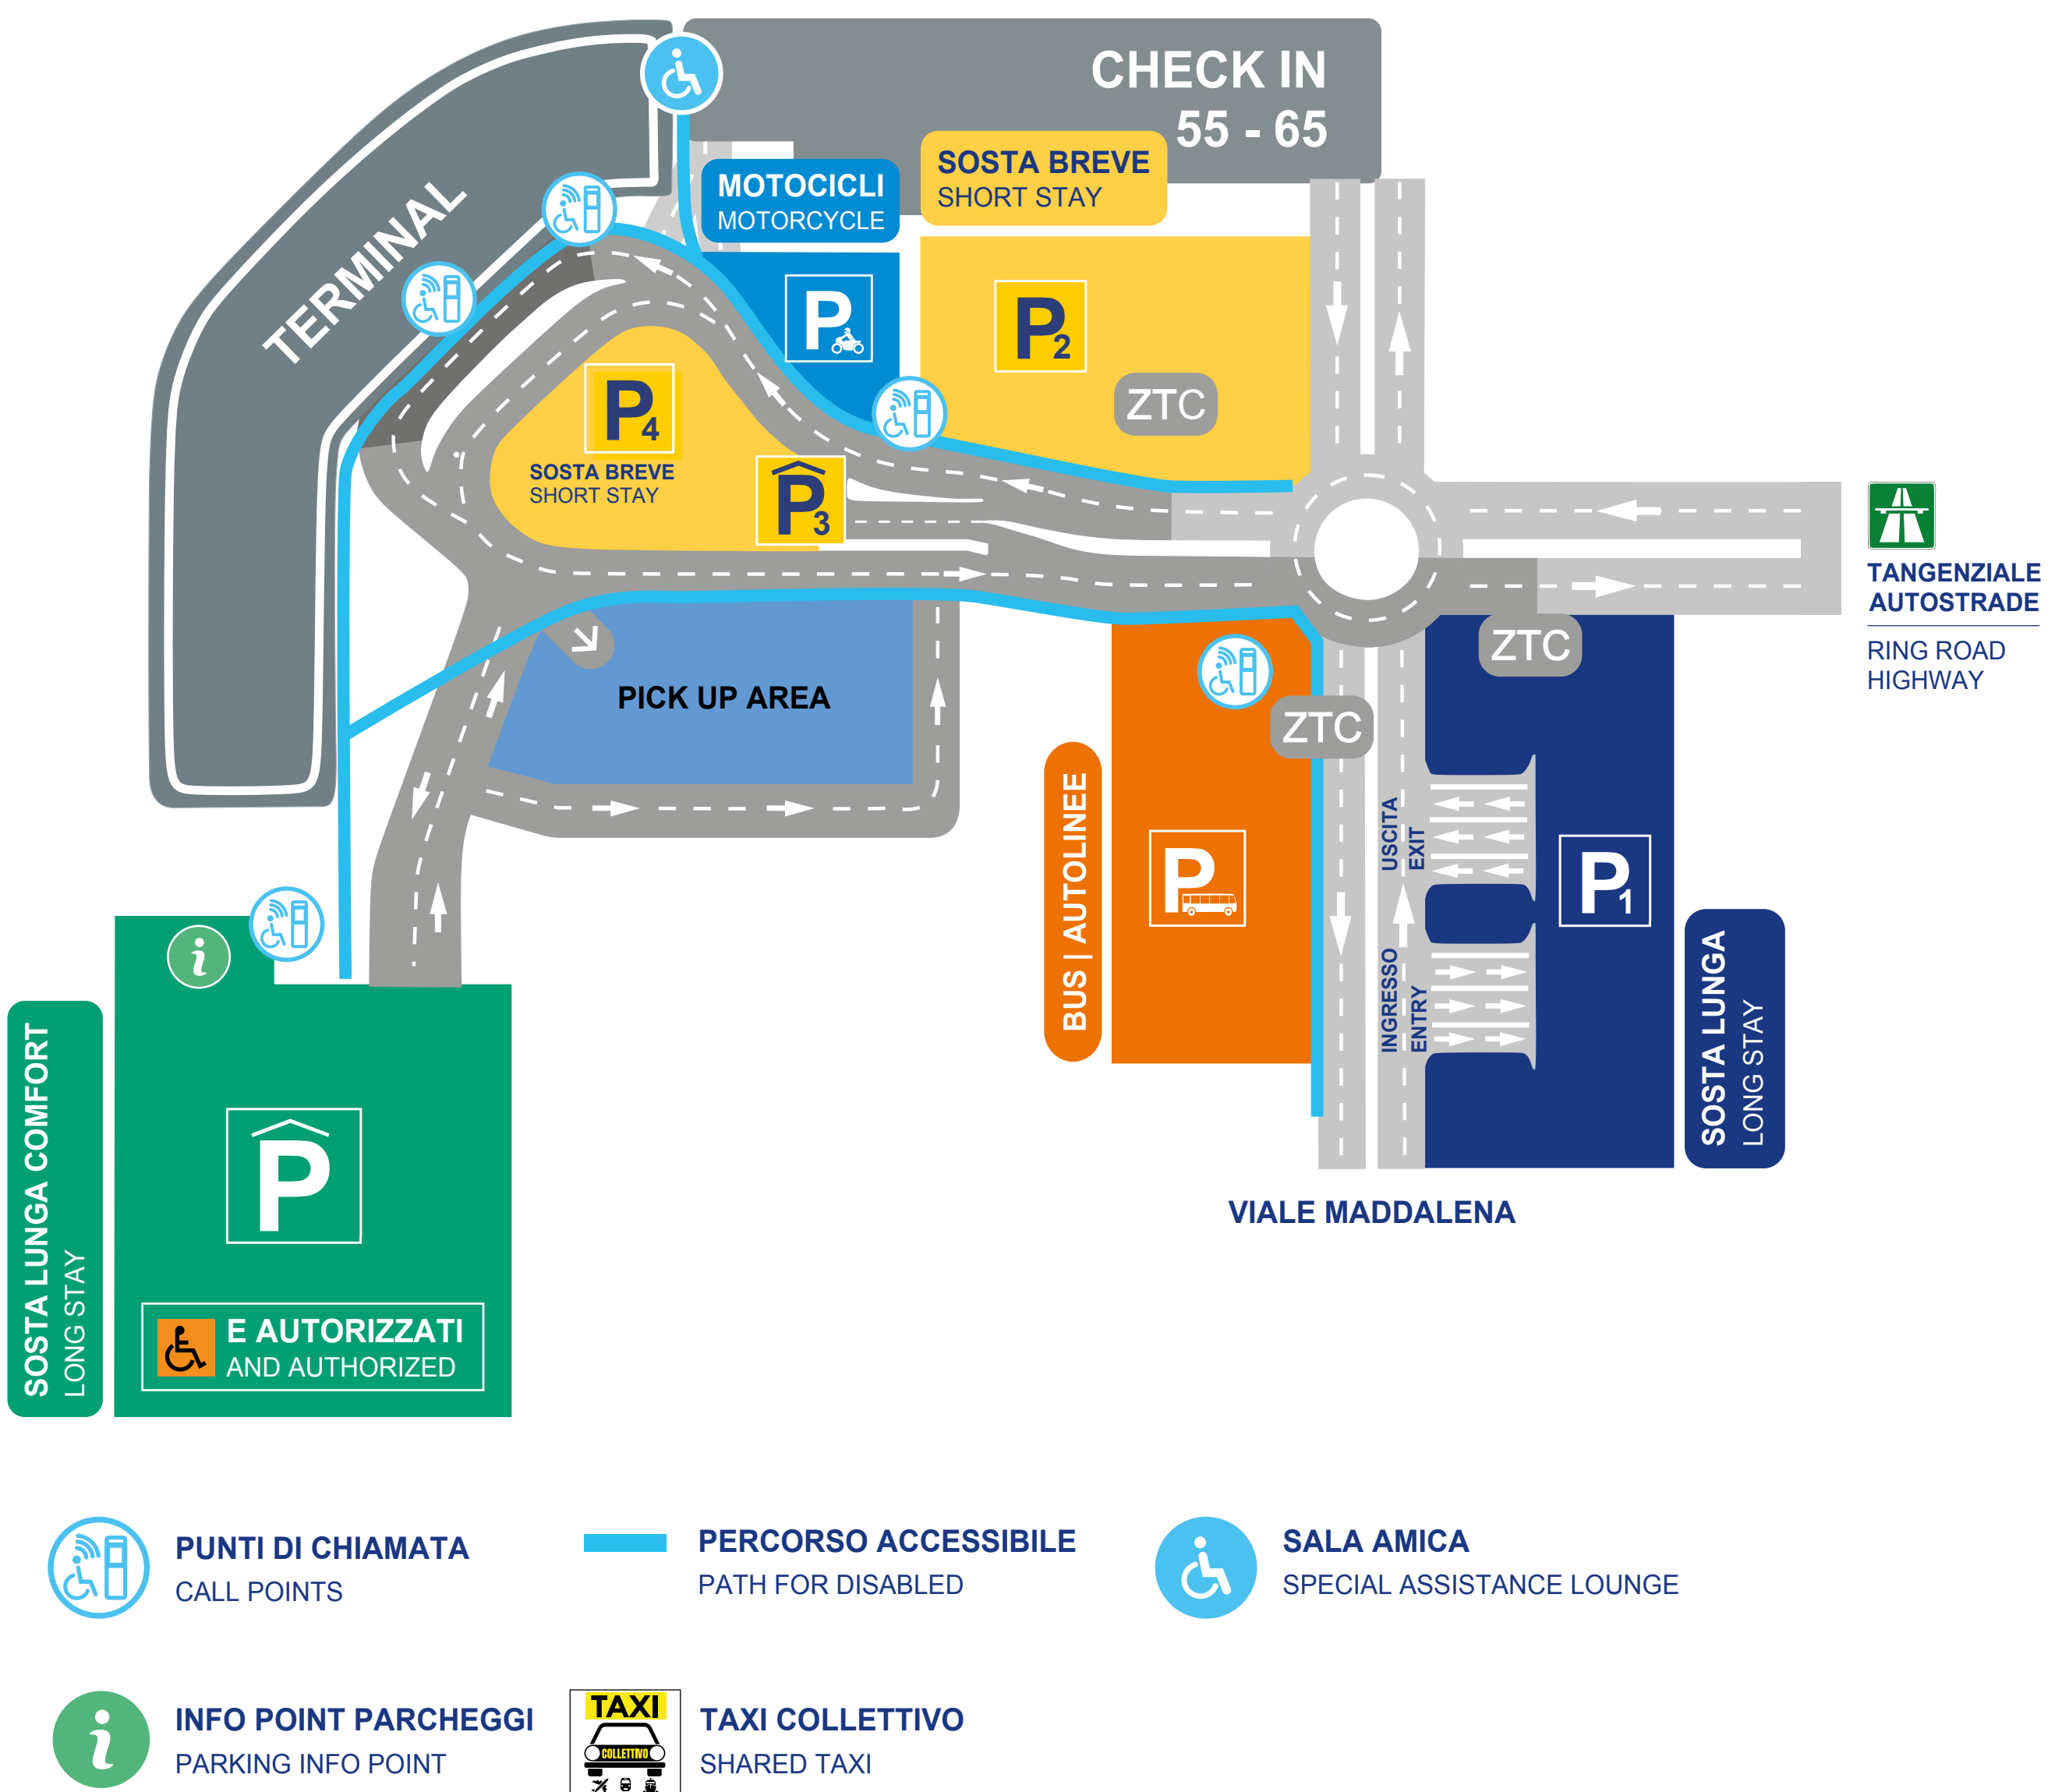 CHECK IN
55 - 65
TERMINAL
MOTOCICLI
MOTORCYCLE
SOSTA BREVE
SHORT STAY
P
P2
ZTC
P4
SOSTA BREVE
SHORT STAY
P3
TANGENZIALE
AUTOSTRADE
RING ROAD
HIGHWAY
ZTC
PICK UP AREA
ZTC
BUS | AUTOLINEE
P
USCITA
EXIT
INGRESSO
ENTRY
P1
SOSTA LUNGA
LONG STAY
VIALE MADDALENA
i
SOSTA LUNGA COMFORT
LONG STAY
P
E AUTORIZZATI
AND AUTHORIZED
PUNTI DI CHIAMATA
CALL POINTS
PERCORSO ACCESSIBILE
PATH FOR DISABLED
SALA AMICA
SPECIAL ASSISTANCE LOUNGE
i
INFO POINT PARCHEGGI
PARKING INFO POINT
TAXI
COLLETTIVO
TAXI COLLETTIVO
SHARED TAXI